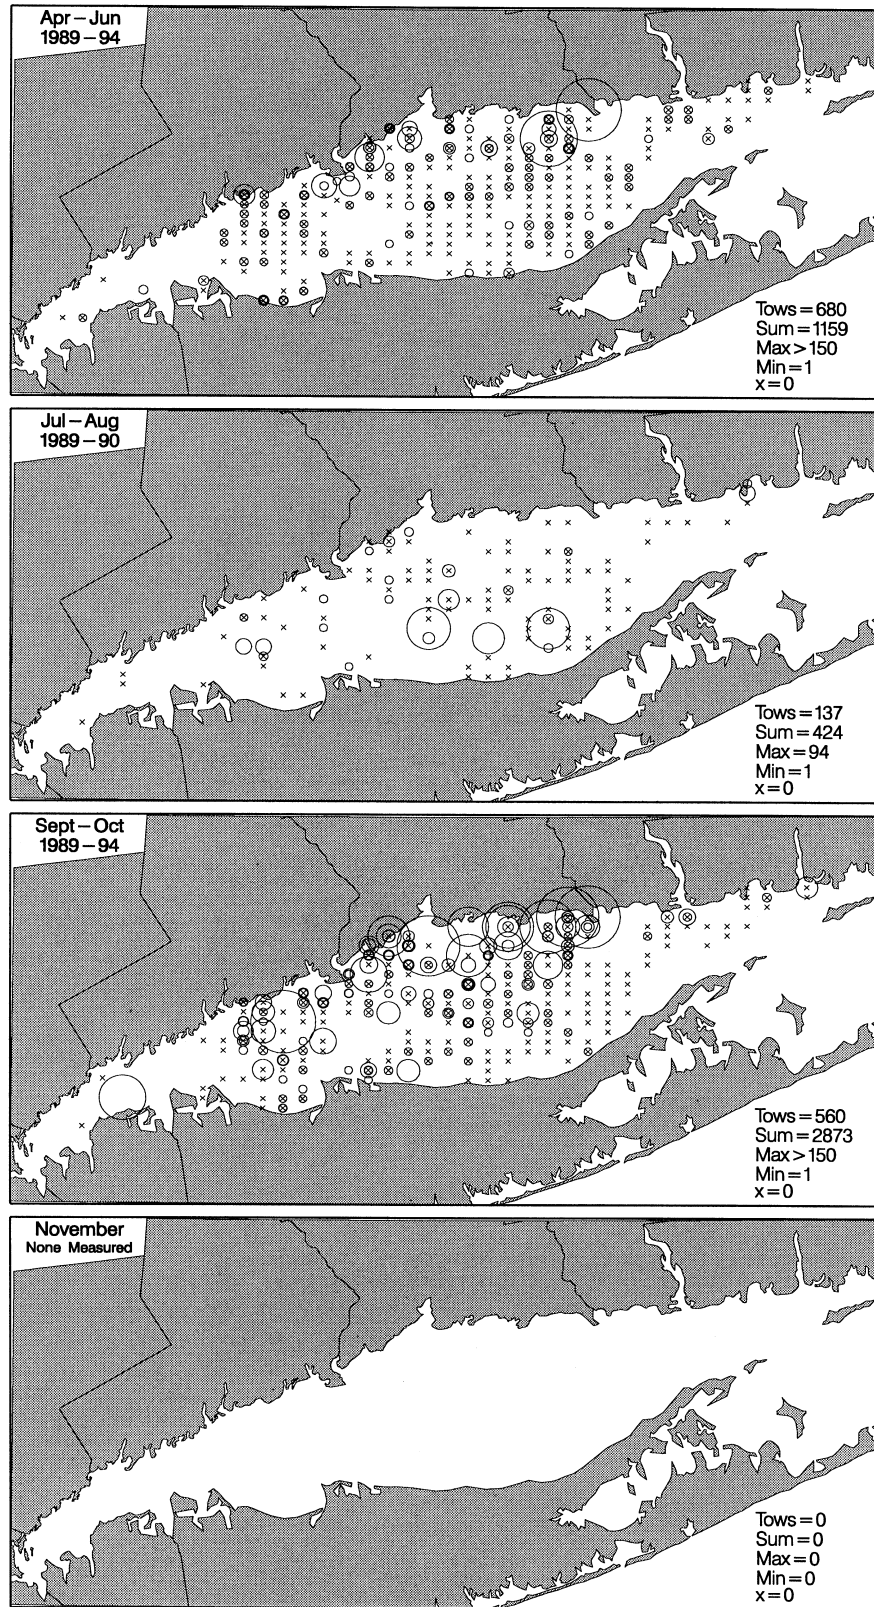 Apr–Jun
1989–94
Tows=680
Sum=1159
Max>150
Min=1
x=0
Jul–Aug
1989–90
Tows=137
Sum=424
Max=94
Min=1
x=0
Sept–Oct
1989–94
Tows=560
Sum=2873
Max>150
Min=1
x=0
November
None Measured
Tows=0
Sum=0
Max=0
Min=0
x=0